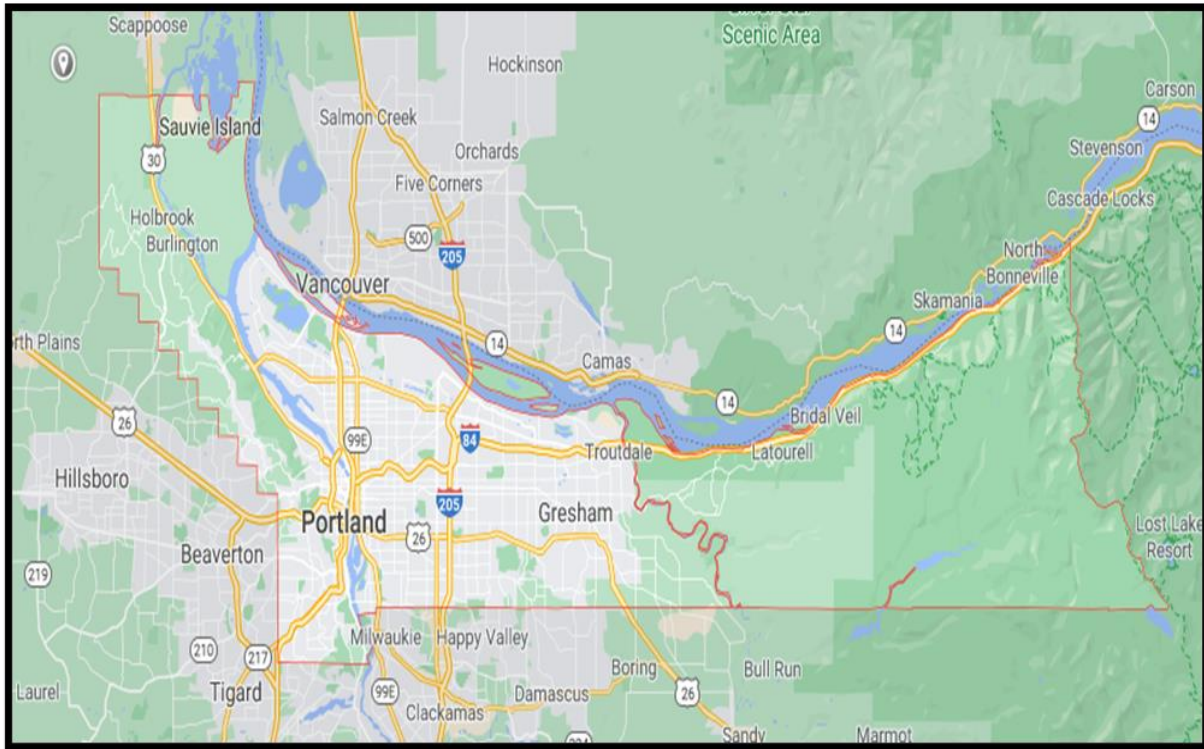 Scenic Area
Scappoose
Hockinson
Carson
14
Salmon Creek
Sauvie Island
Stevenson
30
Orchards
Five Corners
Cascade Locks
Holbrook
Burlington
500
205
North
Bonneville
Vancouver
Skamania
14
14
Camas
rth Plains
14
Bridal Veil
26
99E
84
Troutdale
Latourell
Hillsboro
205
Gresham
Portland
Lost Lake
Resort
26
Beaverton
219
Milwaukie
Happy Valley
210
217
Boring
Bull Run
Laurel
Tigard
99E
Damascus
26
Clackamas
Sandy
Marmot